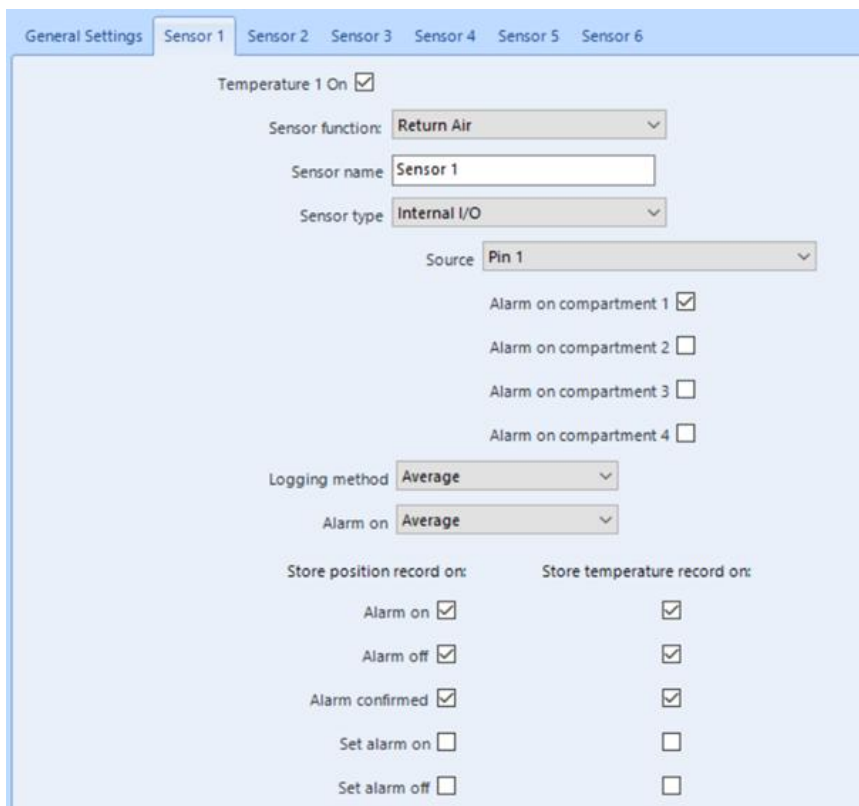 General Settings Sensor 1 Sensor 2 Sensor 3 Sensor 4 Sensor 5 Sensor 6
Temperature 1 On
Sensor function: Return Air
Sensor name Sensor 1
Sensor type Internal I/O
Source Pin 1
Alarm on compartment 1
Alarm on compartment 2
Alarm on compartment 3
Alarm on compartment 4
Logging method Average
Alarm on Average
Store position record on: Store temperature record on:
Alarm on
Alarm off
Alarm confirmed
Set alarm on
Set alarm off